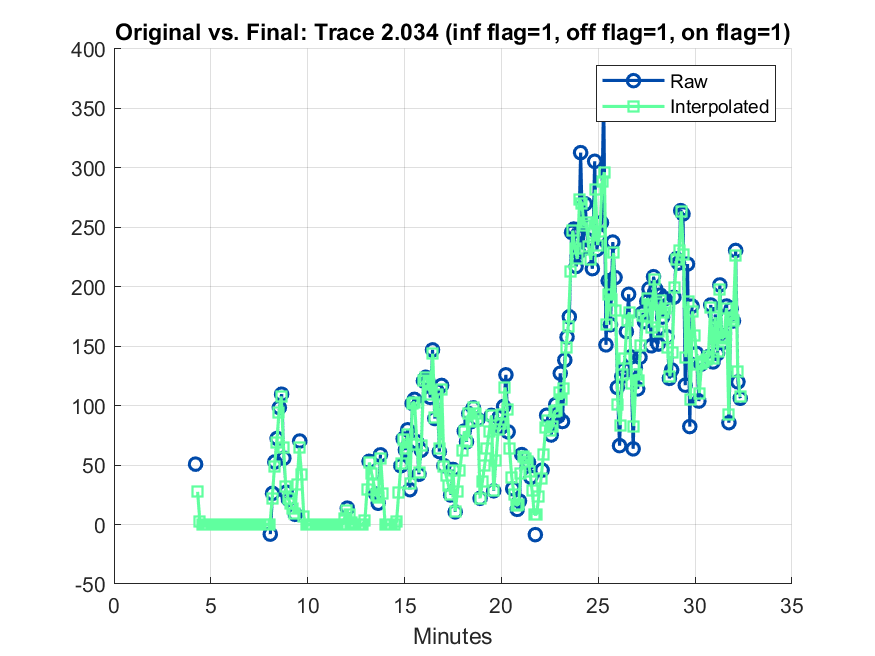 Original vs. Final: Trace 2.034 (inf flag=1, off flag=1, on flag=1)
400
350
300
250
200
150
100
50
0
-50
Raw
Interpolated
0 5 10 15 20 25 30 35
Minutes